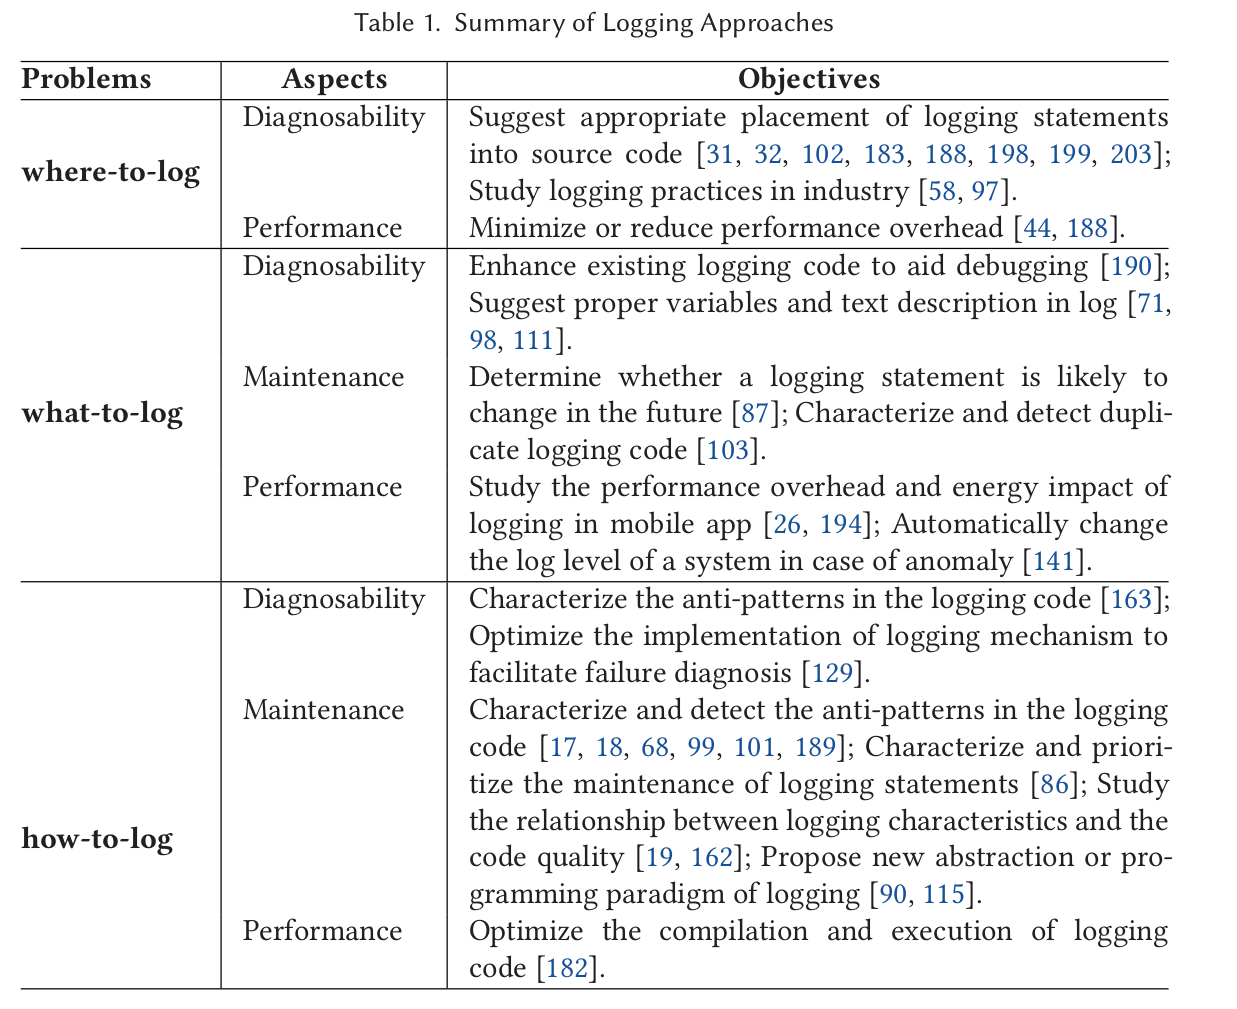 Table 1. Summary of Logging Approaches
Problems Aspects Objectives
where-to-log
Diagnosability Suggest appropriate placement of logging statements
into source code [31, 32, 102, 183, 188, 198, 199, 203];
Study logging practices in industry [58, 97].
Performance Minimize or reduce performance overhead [44, 188].
what-to-log
Diagnosability Enhance existing logging code to aid debugging [190];
Suggest proper variables and text description in log [71,
98, 111].
Maintenance Determine whether a logging statement is likely to
change in the future [87]; Characterize and detect dupli-
cate logging code [103].
Performance Study the performance overhead and energy impact of
logging in mobile app [26, 194]; Automatically change
the log level of a system in case of anomaly [141].
how-to-log
Diagnosability Characterize the anti-patterns in the logging code [163];
Optimize the implementation of logging mechanism to
facilitate failure diagnosis [129].
Maintenance Characterize and detect the anti-patterns in the logging
code [17, 18, 68, 99, 101, 189]; Characterize and priori-
tize the maintenance of logging statements [86]; Study
the relationship between logging characteristics and the
code quality [19, 162]; Propose new abstraction or pro-
gramming paradigm of logging [90, 115].
Performance Optimize the compilation and execution of logging
code [182].